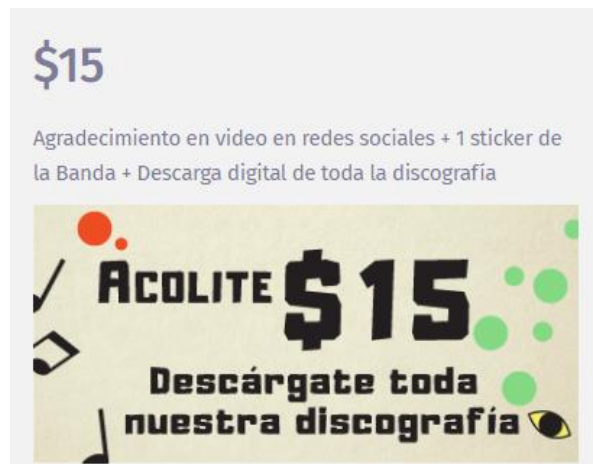 $15
Agradecimiento en video en redes sociales + 1 sticker de
la Banda + Descarga digital de toda la discografía
ACOLITE $15
Descárgate toda
nuestra discografía